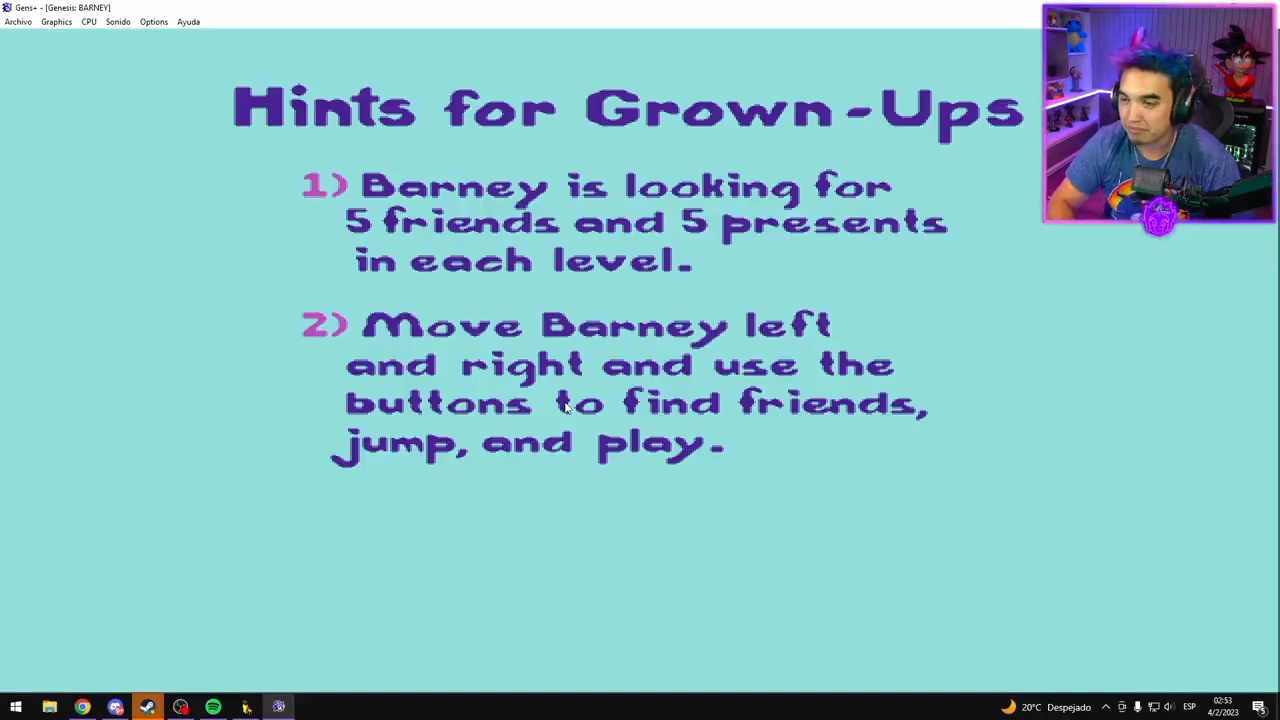 Gens+ - [Genesis: BARNEY]
Archivo Graphics CPU Sonido Options Ayuda
Hints for Grown-Ups
1) Barney is looking for
5 friends and 5 presents
in each level.
2) Move Barney left
and right and use the
buttons to find friends,
jump, and play.
20°C Despejado
ESP
02:53
4/2/2023
5